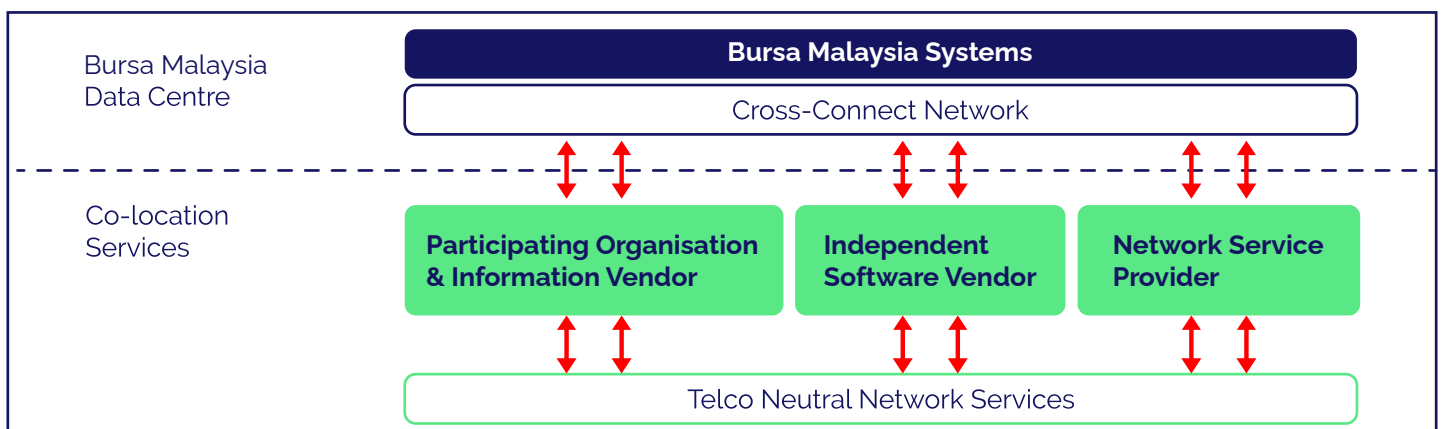 Bursa Malaysia
Data Centre
Bursa Malaysia Systems
Cross-Connect Network
Co-location
Services
Participating Organisation
& Information Vendor
Independent
Software Vendor
Network Service
Provider
Telco Neutral Network Services